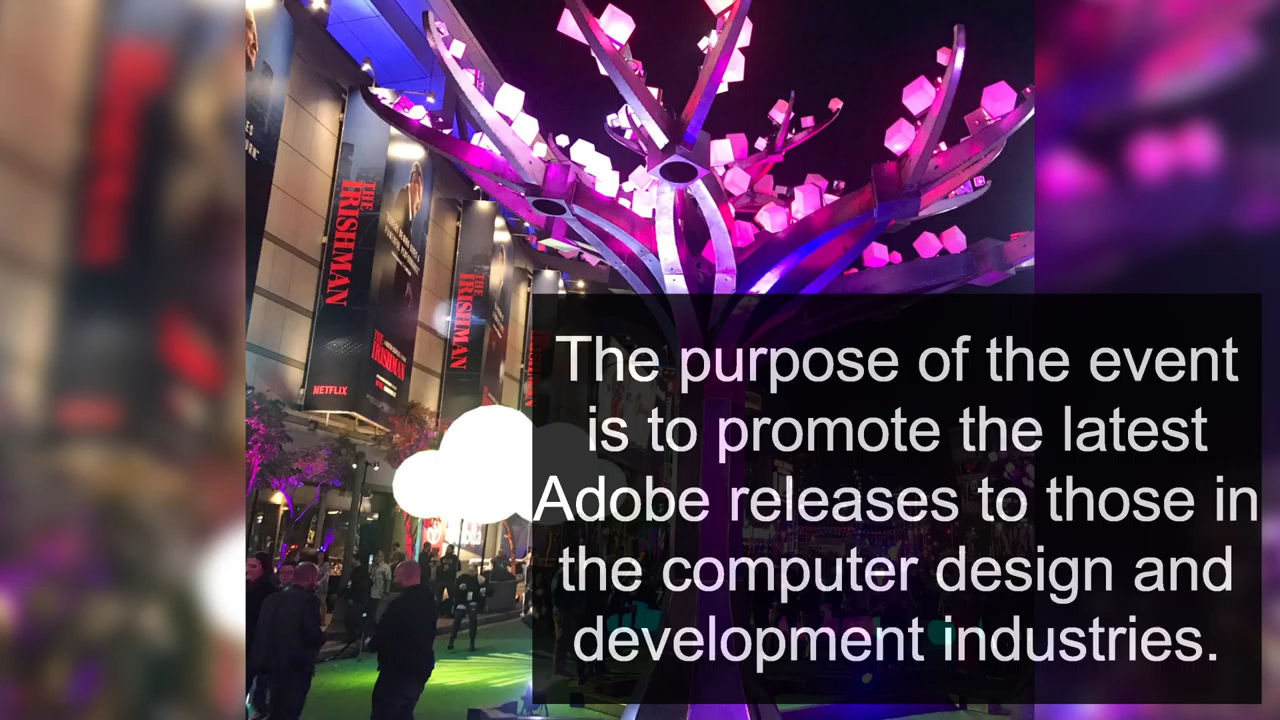 THE
IRISHMAN
THE
IRISHMAN
NETFLIX
THE
IRISHMAN
The purpose of the event
is to promote the latest
Adobe releases to those in
the computer design and
development industries.